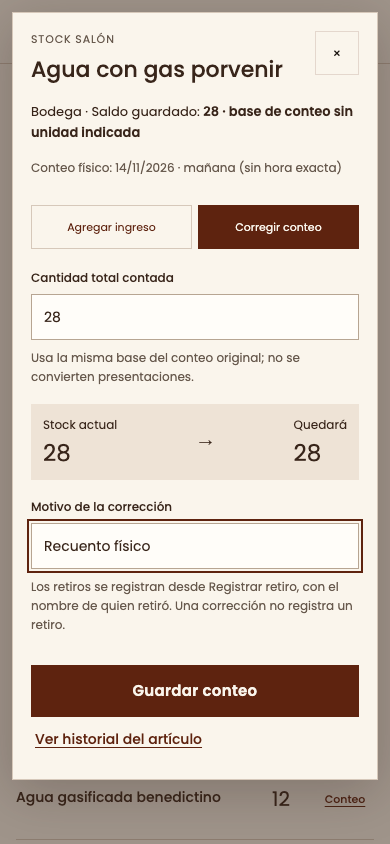 STOCK SALÓN
Agua con gas porvenir
×
Bodega · Saldo guardado: 28 · base de conteo sin
unidad indicada
Conteo físico: 14/11/2026 · mañana (sin hora exacta)
Agregar ingreso
Corregir conteo
Cantidad total contada
28
Usa la misma base del conteo original; no se
convierten presentaciones.
Stock actual
28
→
Quedará
28
Motivo de la corrección
Recuento físico
Los retiros se registran desde Registrar retiro, con el
nombre de quien retiró. Una corrección no registra un
retiro.
Guardar conteo
Ver historial del artículo
Agua gasificada benedictino
12
Conteo